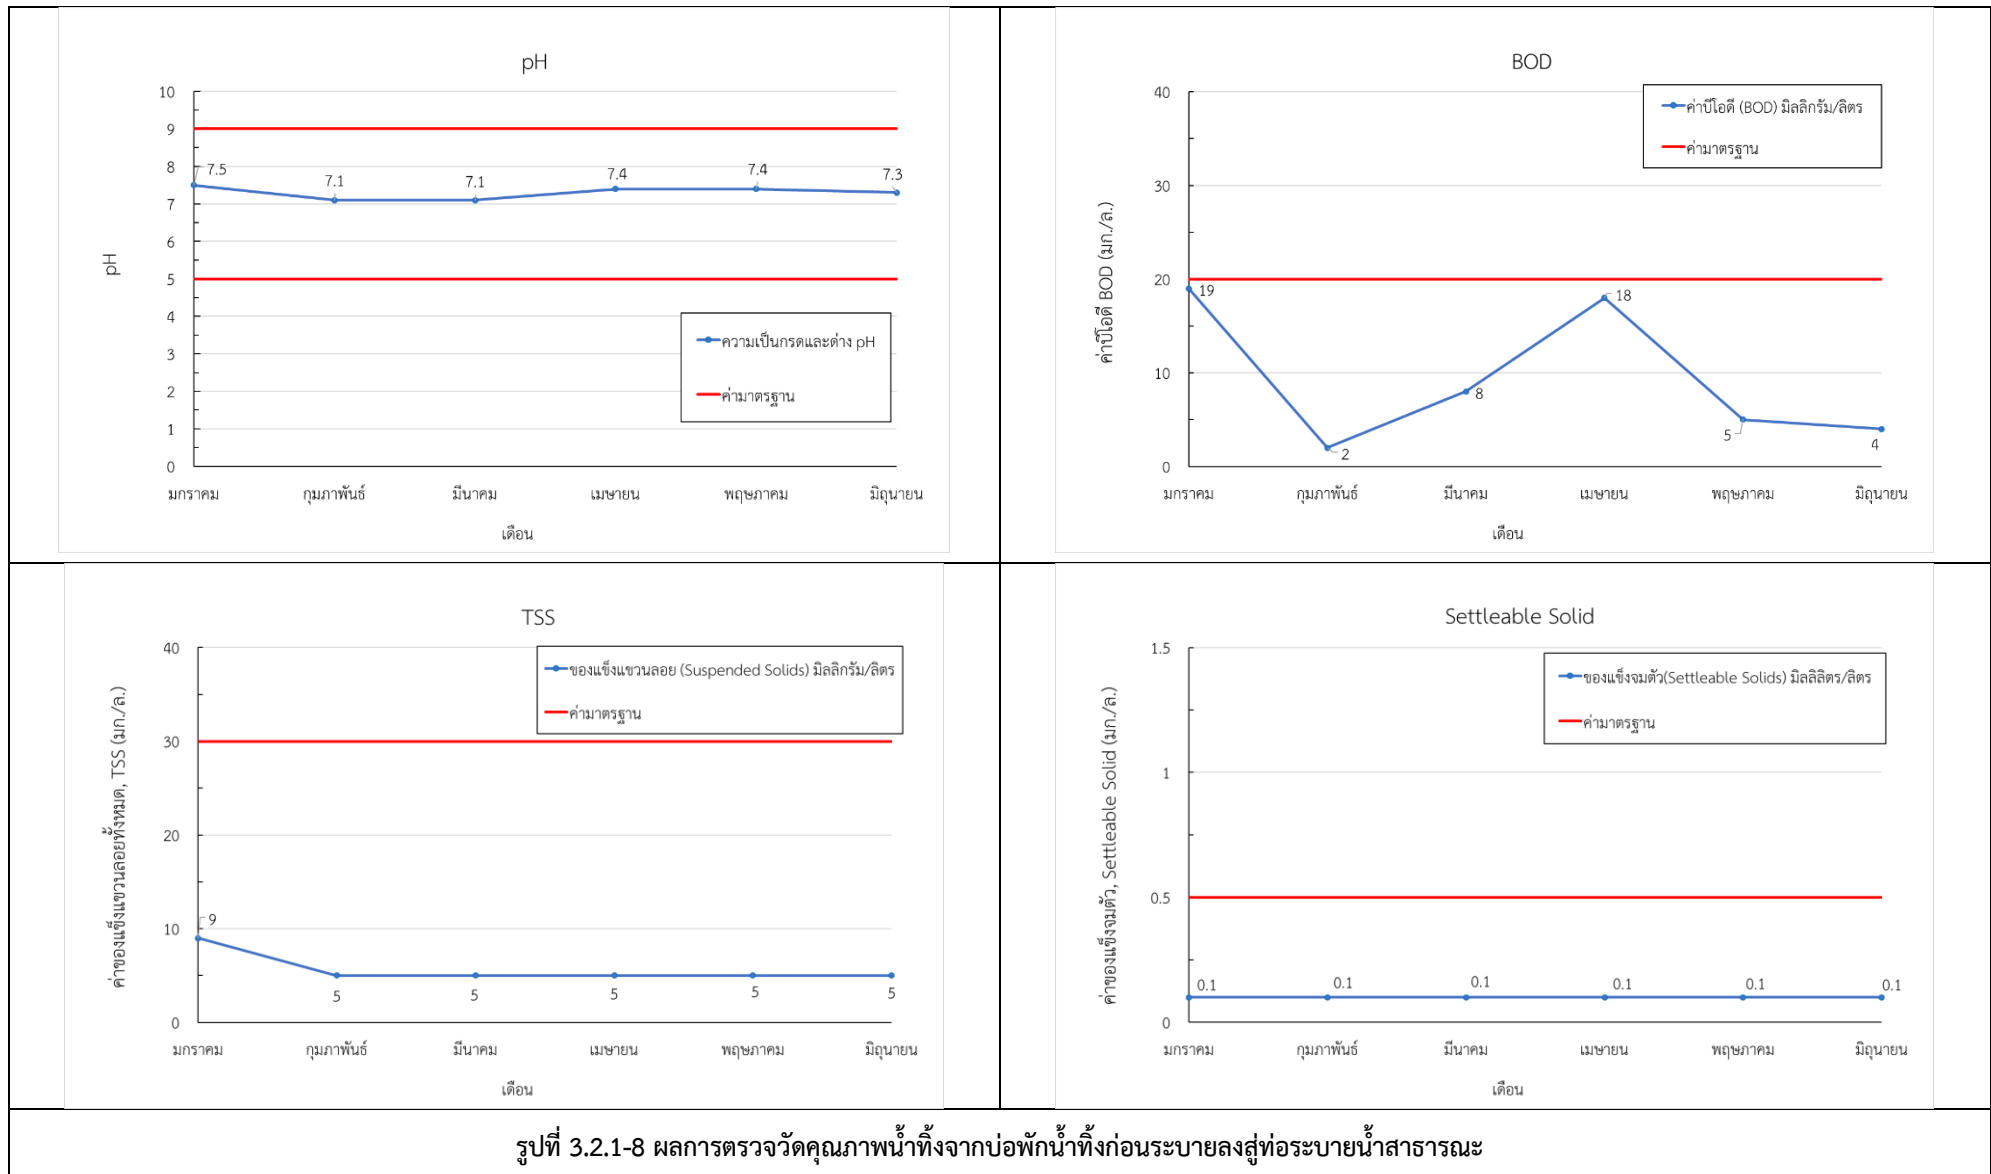 pH
10
9
8
7
6
5
4
3
2
1
0
pH
7.5
7.1
7.1
7.4
7.4
7.3
ความเป็นกรดและด่าง pH
ค่ามาตรฐาน
มกราคม กุมภาพันธ์ มีนาคม เมษายน พฤษภาคม มิถุนายน
เดือน
BOD
40
30
20
10
0
ค่าบีโอดี BOD (มก./ล.)
ค่าบีโอดี (BOD) มิลลิกรัม/ลิตร
ค่ามาตรฐาน
19
2
8
18
5
4
มกราคม กุมภาพันธ์ มีนาคม เมษายน พฤษภาคม มิถุนายน
เดือน
TSS
40
30
20
10
0
ค่าของแข็งแขวนลอยทั้งหมด, TSS (มก./ล.)
ของแข็งแขวนลอย (Suspended Solids) มิลลิกรัม/ลิตร
ค่ามาตรฐาน
9
5
5
5
5
5
มกราคม กุมภาพันธ์ มีนาคม เมษายน พฤษภาคม มิถุนายน
เดือน
Settleable Solid
1.5
1
0.5
0
ค่าของแข็งจมตัว, Settleable Solid (มก./ล.)
ของแข็งจมตัว(Settleable Solids) มิลลิลิตร/ลิตร
ค่ามาตรฐาน
0.1
0.1
0.1
0.1
0.1
0.1
มกราคม กุมภาพันธ์ มีนาคม เมษายน พฤษภาคม มิถุนายน
เดือน
รูปที่ 3.2.1-8 ผลการตรวจวัดคุณภาพน้ำทิ้งจากบ่อพักน้ำทิ้งก่อนระบายลงสู่ท่อระบายน้ำสาธารณะ